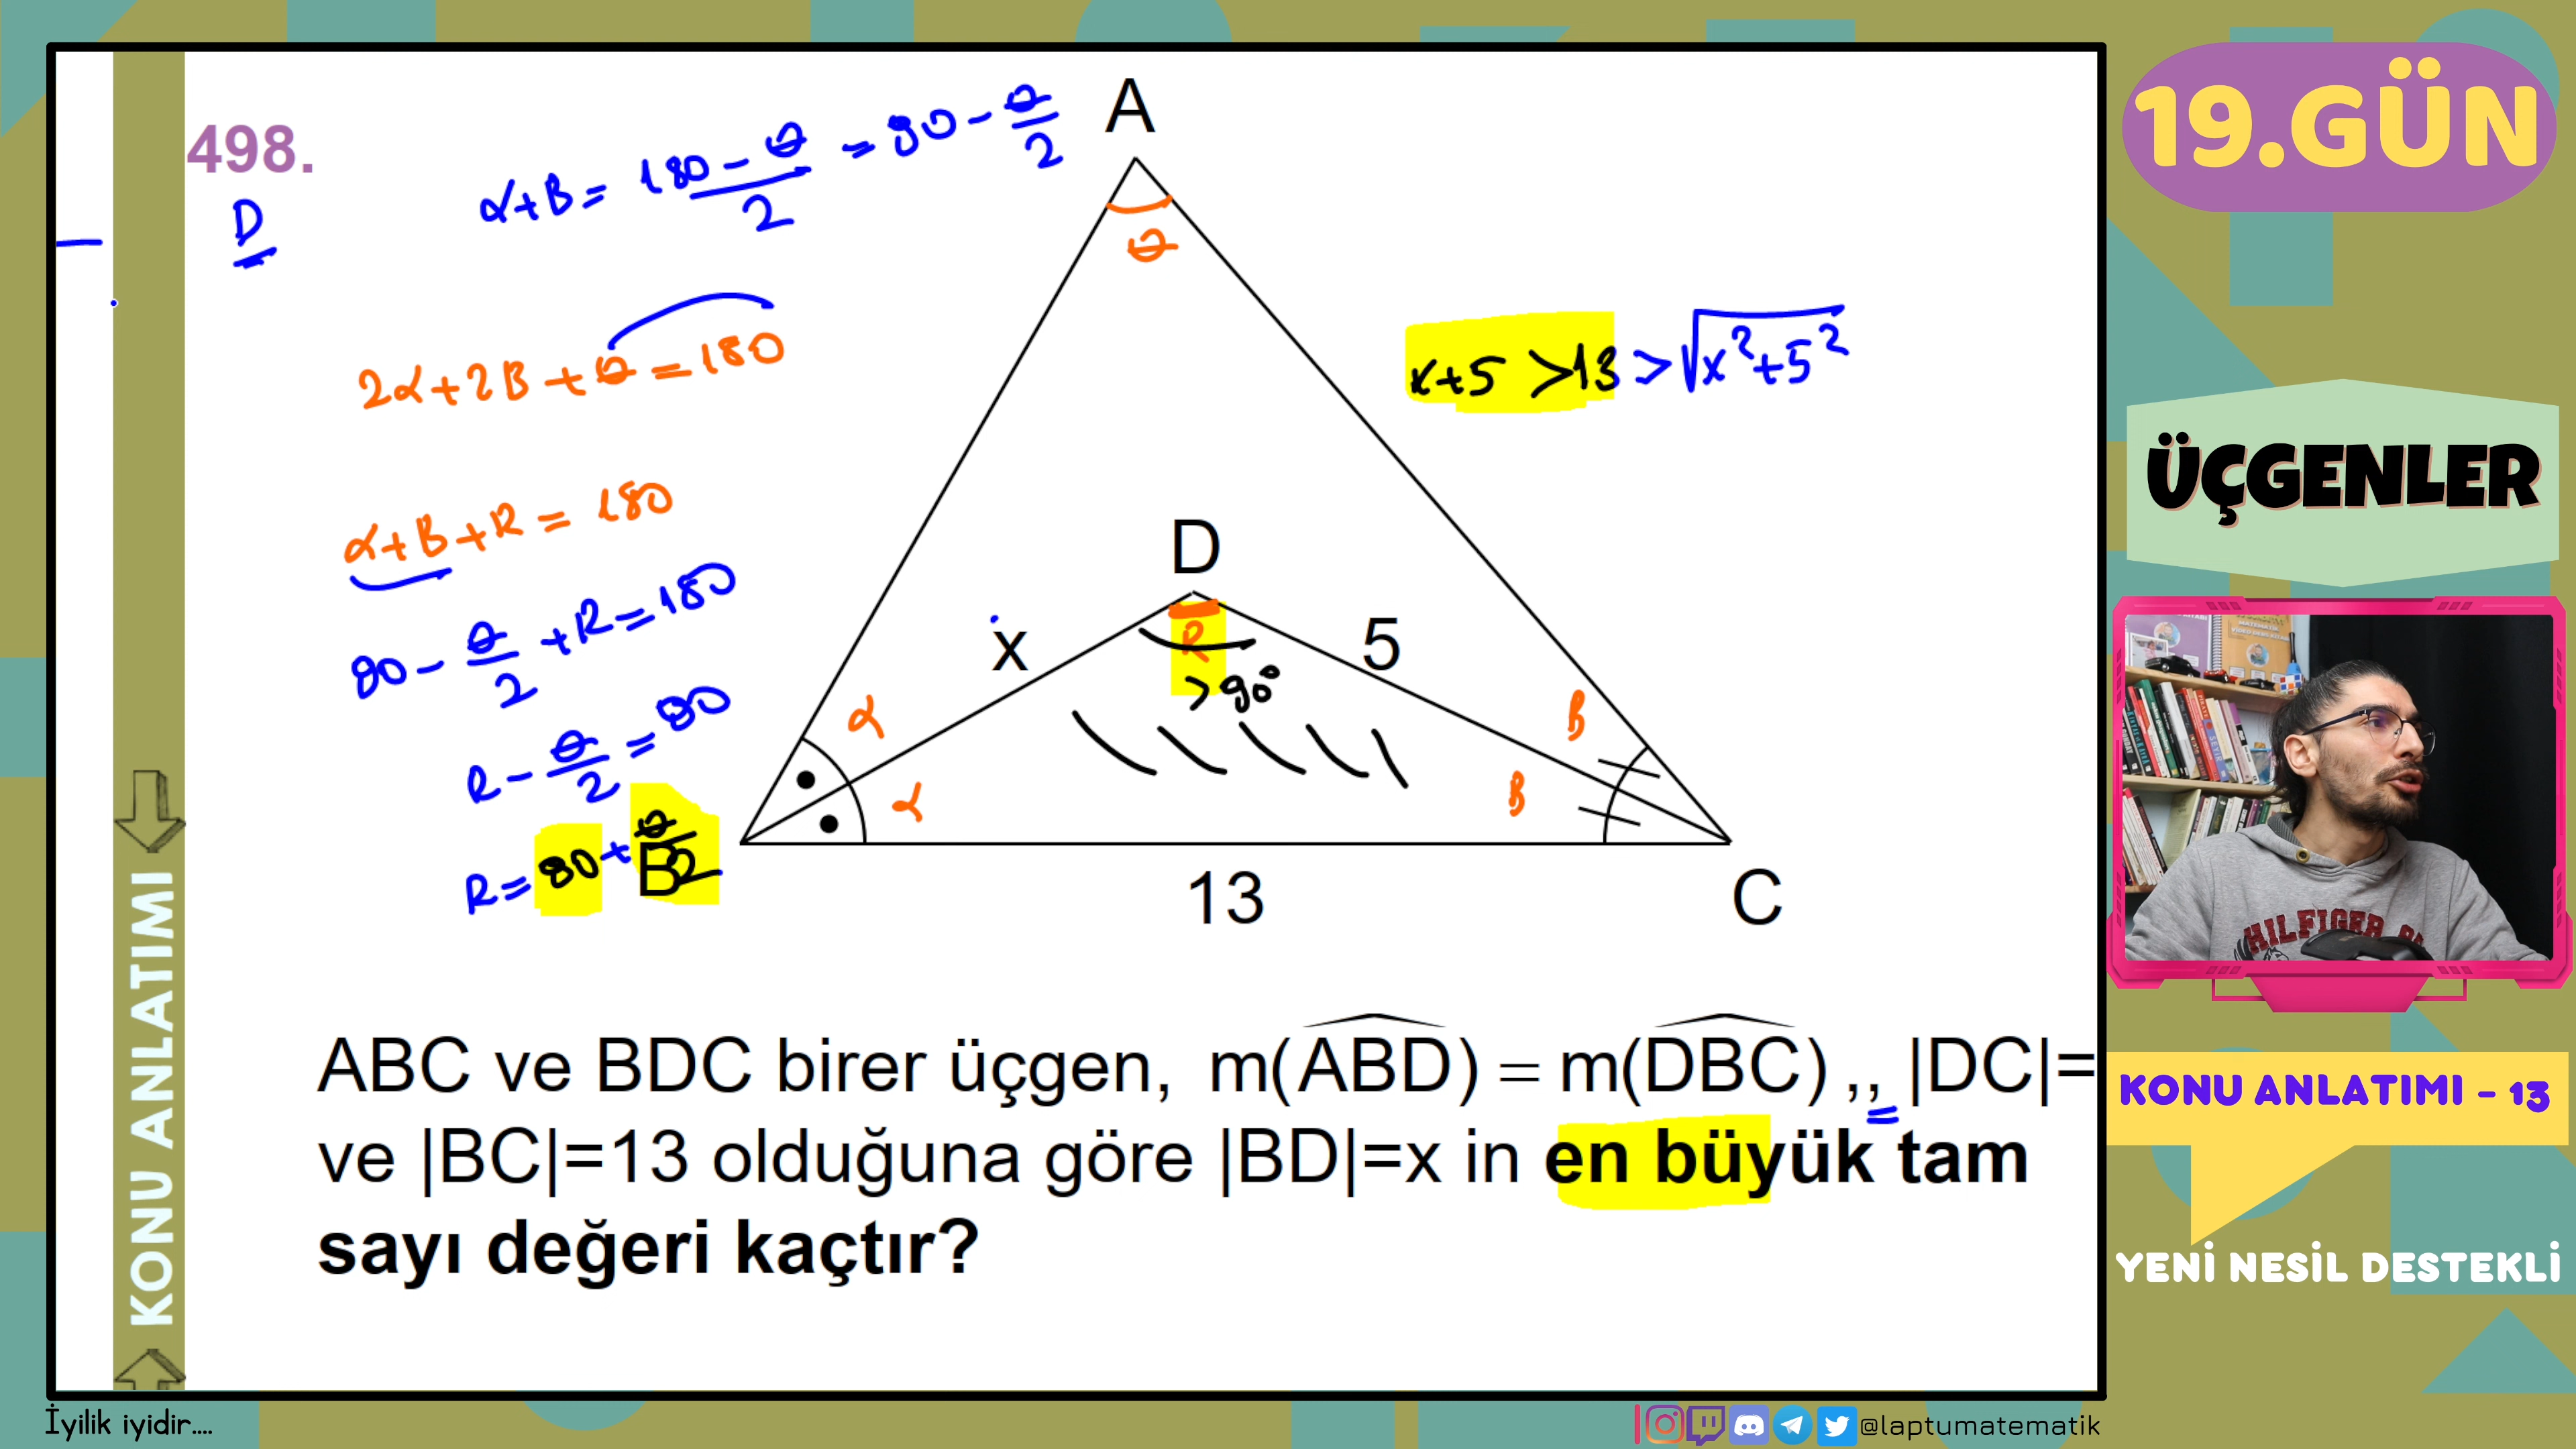 498.
D
α+B = 180-θ/2 = 90 - θ/2
2α+2B+θ=180
α+B+R = 180
90 - θ/2 + R = 180
R - θ/2 = 90
R = 90 + θ/2
A
θ
x+5 >13 > √x²+5²
D
R
>90°
x
5
α
α
B
B
B
13
C
ABC ve BDC birer üçgen, m(ABD) = m(DBC) ,, |DC|=
ve |BC|=13 olduğuna göre |BD|=x in en büyük tam
sayı değeri kaçtır?
KONU ANLATIMI
19.GÜN
ÜÇGENLER
HILFIGER
KONU ANLATIMI - 13
YENİ NESİL DESTEKLİ
İyilik iyidir....
@laptumatematik